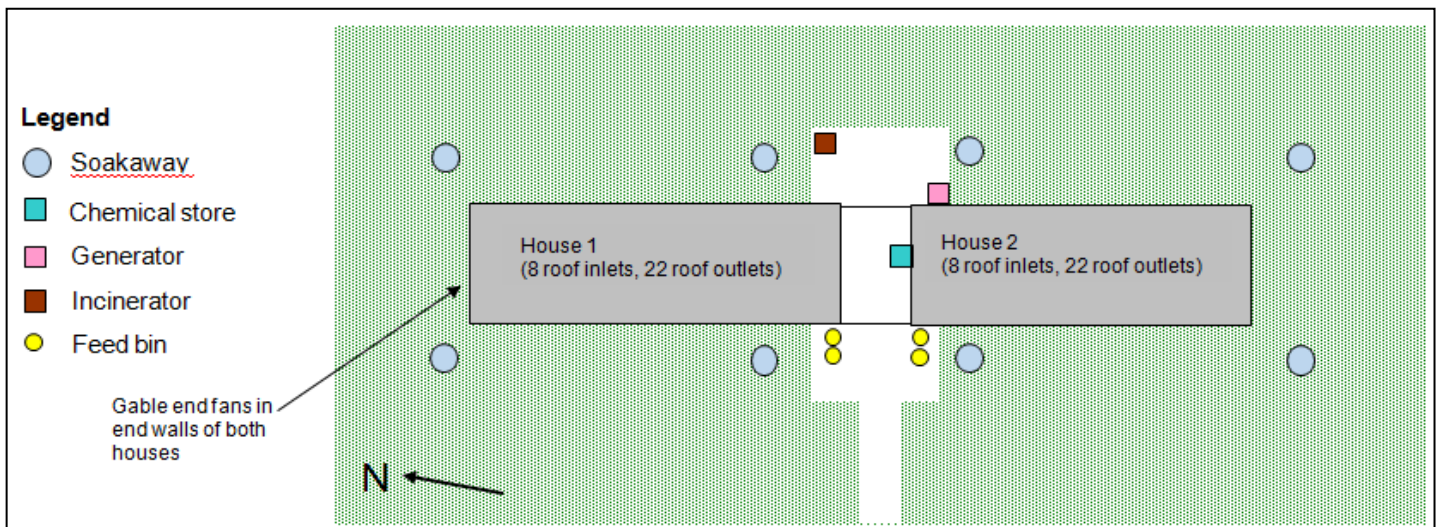 Legend
Soakaway
Chemical store
Generator
Incinerator
Feed bin
Gable end fans in
end walls of both
houses
N
House 1
(8 roof inlets, 22 roof outlets)
House 2
(8 roof inlets, 22 roof outlets)